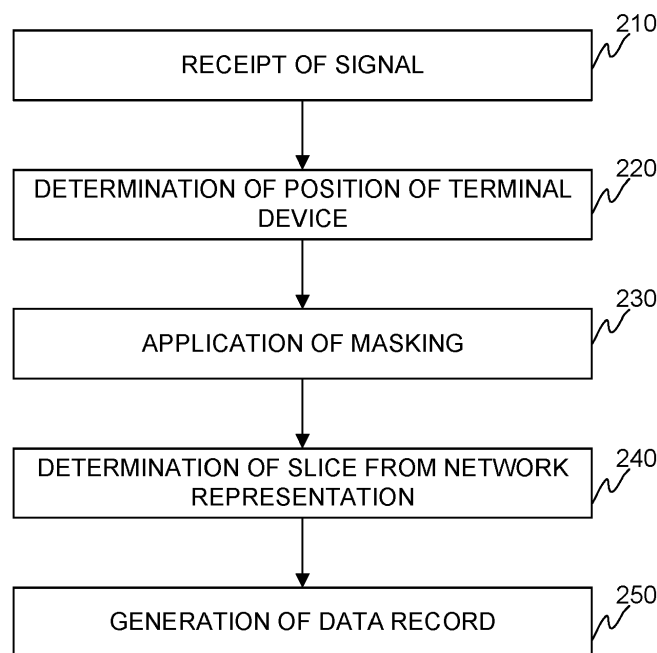 210
RECEIPT OF SIGNAL
220
DETERMINATION OF POSITION OF TERMINAL
DEVICE
230
APPLICATION OF MASKING
240
DETERMINATION OF SLICE FROM NETWORK
REPRESENTATION
250
GENERATION OF DATA RECORD